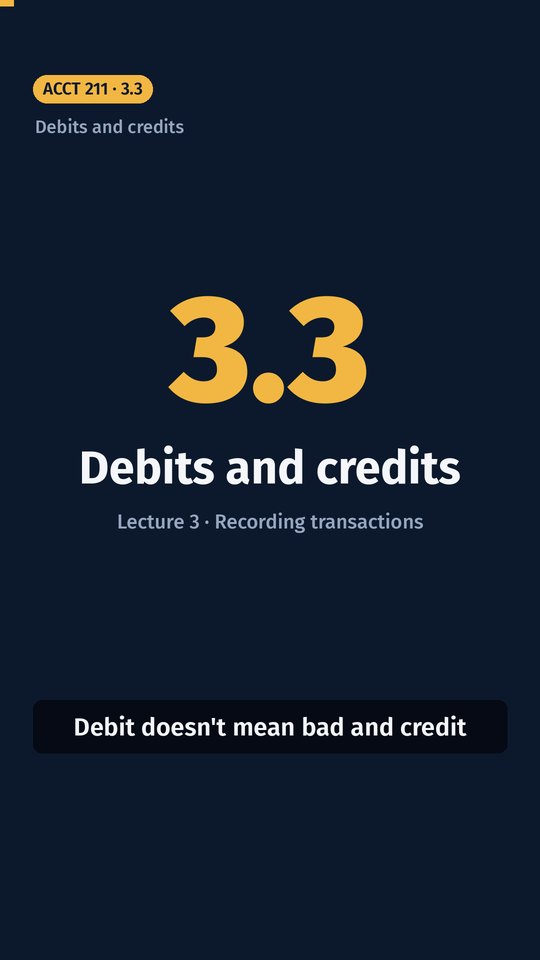 ACCT 211 · 3.3
Debits and credits
3.3
Debits and credits
Lecture 3 · Recording transactions
Debit doesn't mean bad and credit